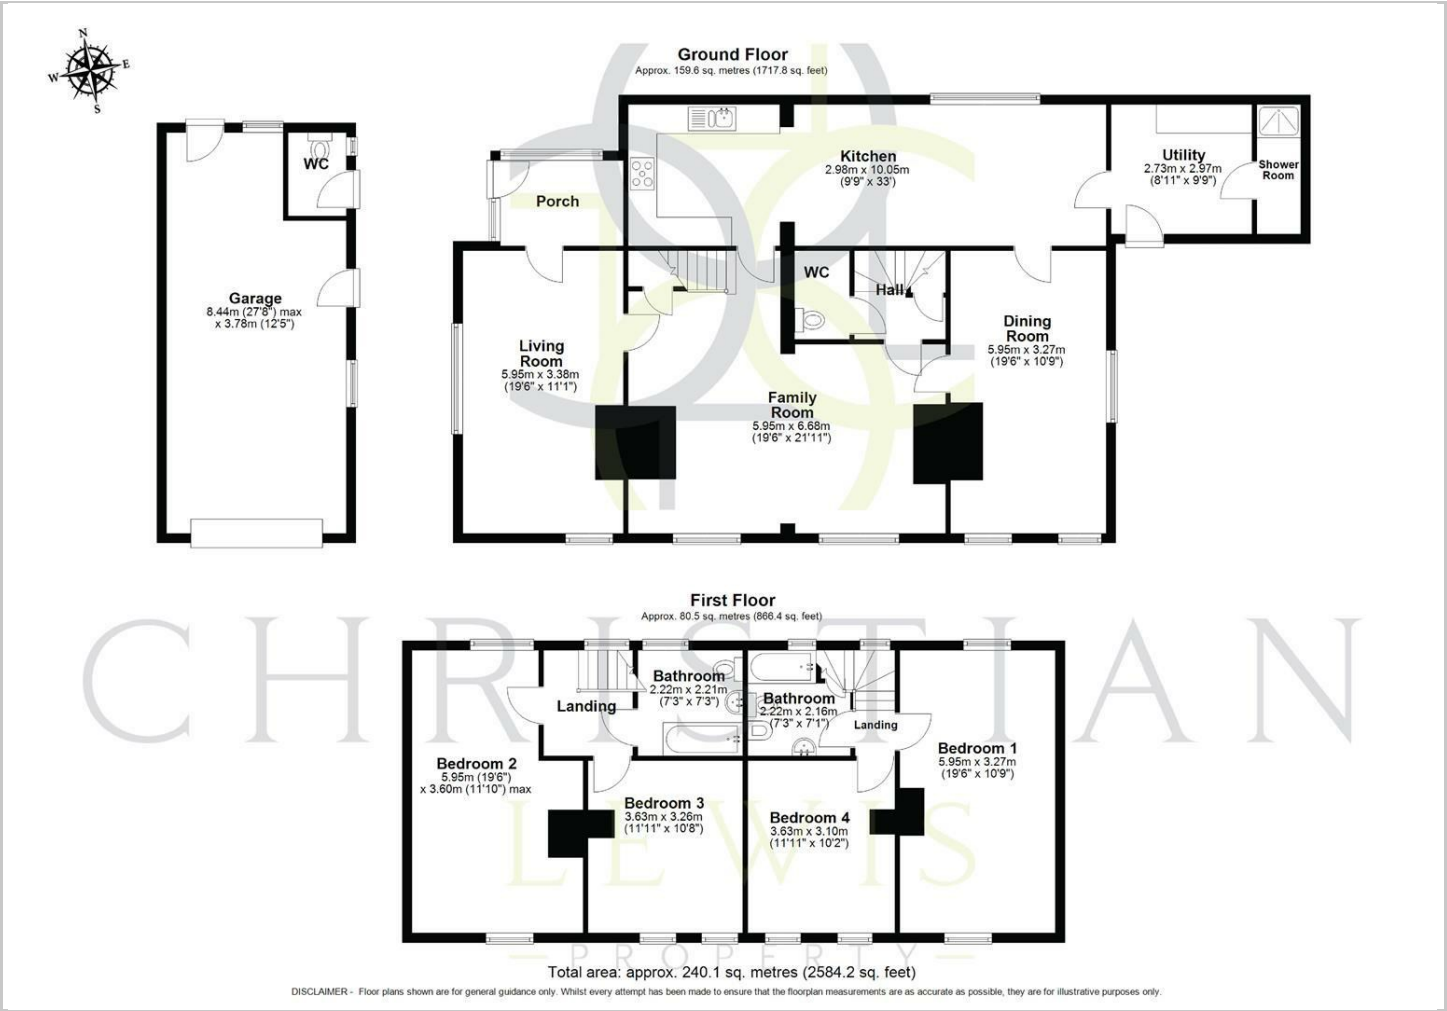 N
W
E
S
Ground Floor
Approx. 159.6 sq. metres (1717.8 sq. feet)
WC
Garage
8.44m (27'8") max
x 3.78m (12'5")
Porch
Kitchen
2.98m x 10.05m
(9'9" x 33')
Utility
2.73m x 2.97m
(8'11" x 9'9")
Shower
Room
WC
Hall
Living
Room
5.95m x 3.38m
(19'6" x 11'1")
Family
Room
5.95m x 6.68m
(19'6" x 21'11")
Dining
Room
5.95m x 3.27m
(19'6" x 10'9")
First Floor
Approx. 80.5 sq. metres (866.4 sq. feet)
CHRISTIAN
Landing
Bathroom
2.22m x 2.21m
(7'3" x 7'3")
Bathroom
2.22m x 2.16m
(7'3" x 7'1")
Landing
Bedroom 2
5.95m (19'6")
x 3.60m (11'10") max
Bedroom 3
3.63m x 3.26m
(11'11" x 10'8")
Bedroom 4
3.63m x 3.10m
(11'11" x 10'2")
Bedroom 1
5.95m x 3.27m
(19'6" x 10'9")
LEWIS
PROPERTY
Total area: approx. 240.1 sq. metres (2584.2 sq. feet)
DISCLAIMER - Floor plans shown are for general guidance only. Whilst every attempt has been made to ensure that the floorplan measurements are as accurate as possible, they are for illustrative purposes only.